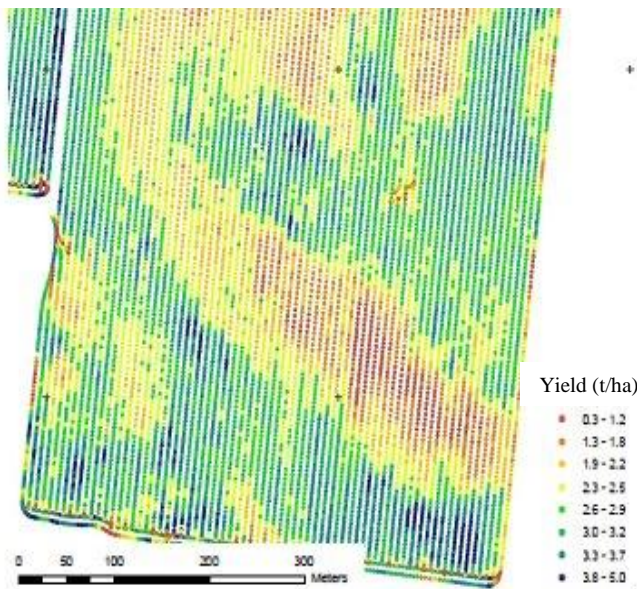 Yield (t/ha)
0.3 - 1.2
1.3 - 1.8
1.9 - 2.2
2.3 - 2.5
2.6 - 2.9
3.0 - 3.2
3.3 - 3.7
3.8 - 5.0
0 50 100 200 300
Meters